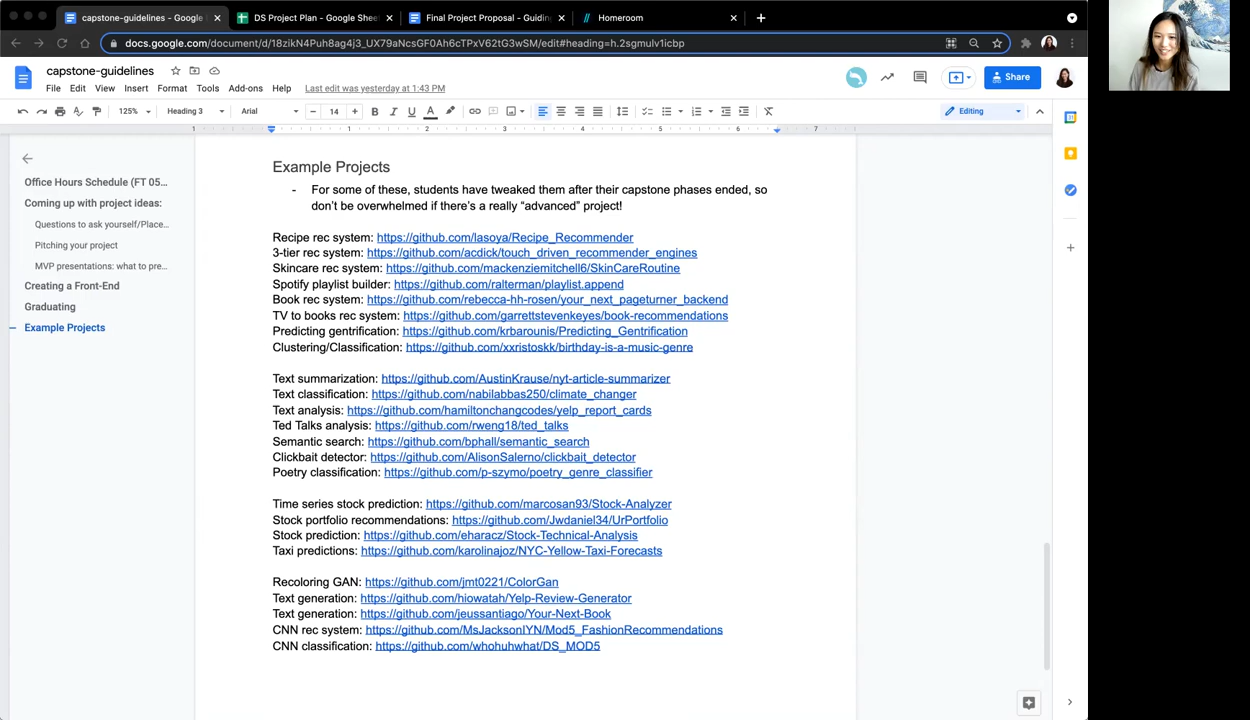 capstone-guidelines - Google
DS Project Plan - Google Shee
Final Project Proposal - Guidin
Homeroom
docs.google.com/document/d/18zikN4Puh8ag4j3_UX79aNcsGF0Ah6cTPxV62tG3wSM/edit#heading=h.2sgmulv1icbp
capstone-guidelines
File Edit View Insert Format Tools Add-ons Help Last edit was yesterday at 1:43 PM
Share
125% Heading 3 Arial 14 Editing
1 1 2 3 4 5 6 7
Office Hours Schedule (FT 05...
Coming up with project ideas:
Questions to ask yourself/Place...
Pitching your project
MVP presentations: what to pre...
Creating a Front-End
Graduating
Example Projects
Example Projects
- For some of these, students have tweaked them after their capstone phases ended, so
don't be overwhelmed if there's a really “advanced” project!
Recipe rec system: https://github.com/lasoya/Recipe_Recommender
3-tier rec system: https://github.com/acdick/touch_driven_recommender_engines
Skincare rec system: https://github.com/mackenziemitchell6/SkinCareRoutine
Spotify playlist builder: https://github.com/ralterman/playlist.append
Book rec system: https://github.com/rebecca-hh-rosen/your_next_pageturner_backend
TV to books rec system: https://github.com/garrettstevenkeyes/book-recommendations
Predicting gentrification: https://github.com/krbarounis/Predicting_Gentrification
Clustering/Classification: https://github.com/xxristoskk/birthday-is-a-music-genre
Text summarization: https://github.com/AustinKrause/nyt-article-summarizer
Text classification: https://github.com/nabilabbas250/climate_changer
Text analysis: https://github.com/hamiltonchangcodes/yelp_report_cards
Ted Talks analysis: https://github.com/rweng18/ted_talks
Semantic search: https://github.com/bphall/semantic_search
Clickbait detector: https://github.com/AlisonSalerno/clickbait_detector
Poetry classification: https://github.com/p-szymo/poetry_genre_classifier
Time series stock prediction: https://github.com/marcosan93/Stock-Analyzer
Stock portfolio recommendations: https://github.com/Jwdaniel34/UrPortfolio
Stock prediction: https://github.com/eharacz/Stock-Technical-Analysis
Taxi predictions: https://github.com/karolinajoz/NYC-Yellow-Taxi-Forecasts
Recoloring GAN: https://github.com/jmt0221/ColorGan
Text generation: https://github.com/hiowatah/Yelp-Review-Generator
Text generation: https://github.com/jeussantiago/Your-Next-Book
CNN rec system: https://github.com/MsJacksonIYN/Mod5_FashionRecommendations
CNN classification: https://github.com/whohuhwhat/DS_MOD5